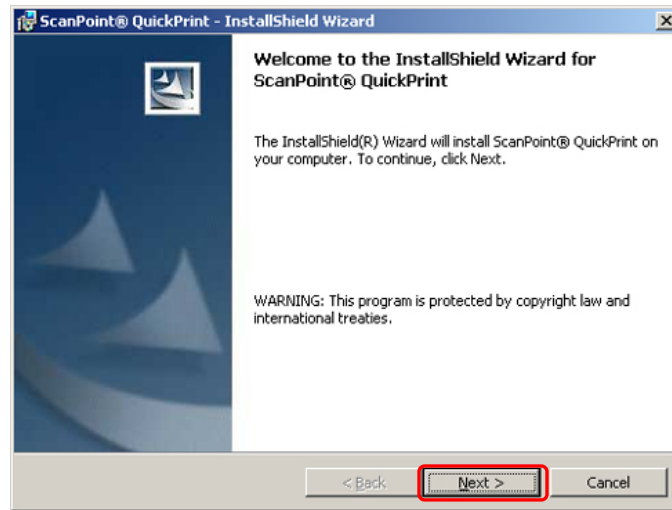 ScanPoint® QuickPrint - InstallShield Wizard
Welcome to the InstallShield Wizard for
ScanPoint® QuickPrint
The InstallShield(R) Wizard will install ScanPoint® QuickPrint on
your computer. To continue, click Next.
WARNING: This program is protected by copyright law and
international treaties.
< Back Next > Cancel